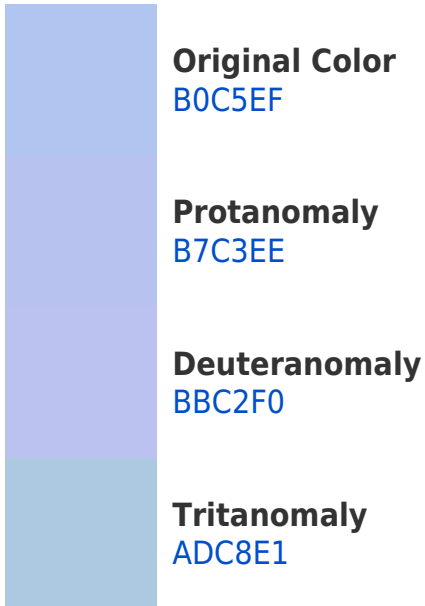 Original Color
B0C5EF
Protanomaly
B7C3EE
Deuteranomaly
BBC2F0
Tritanomaly
ADC8E1